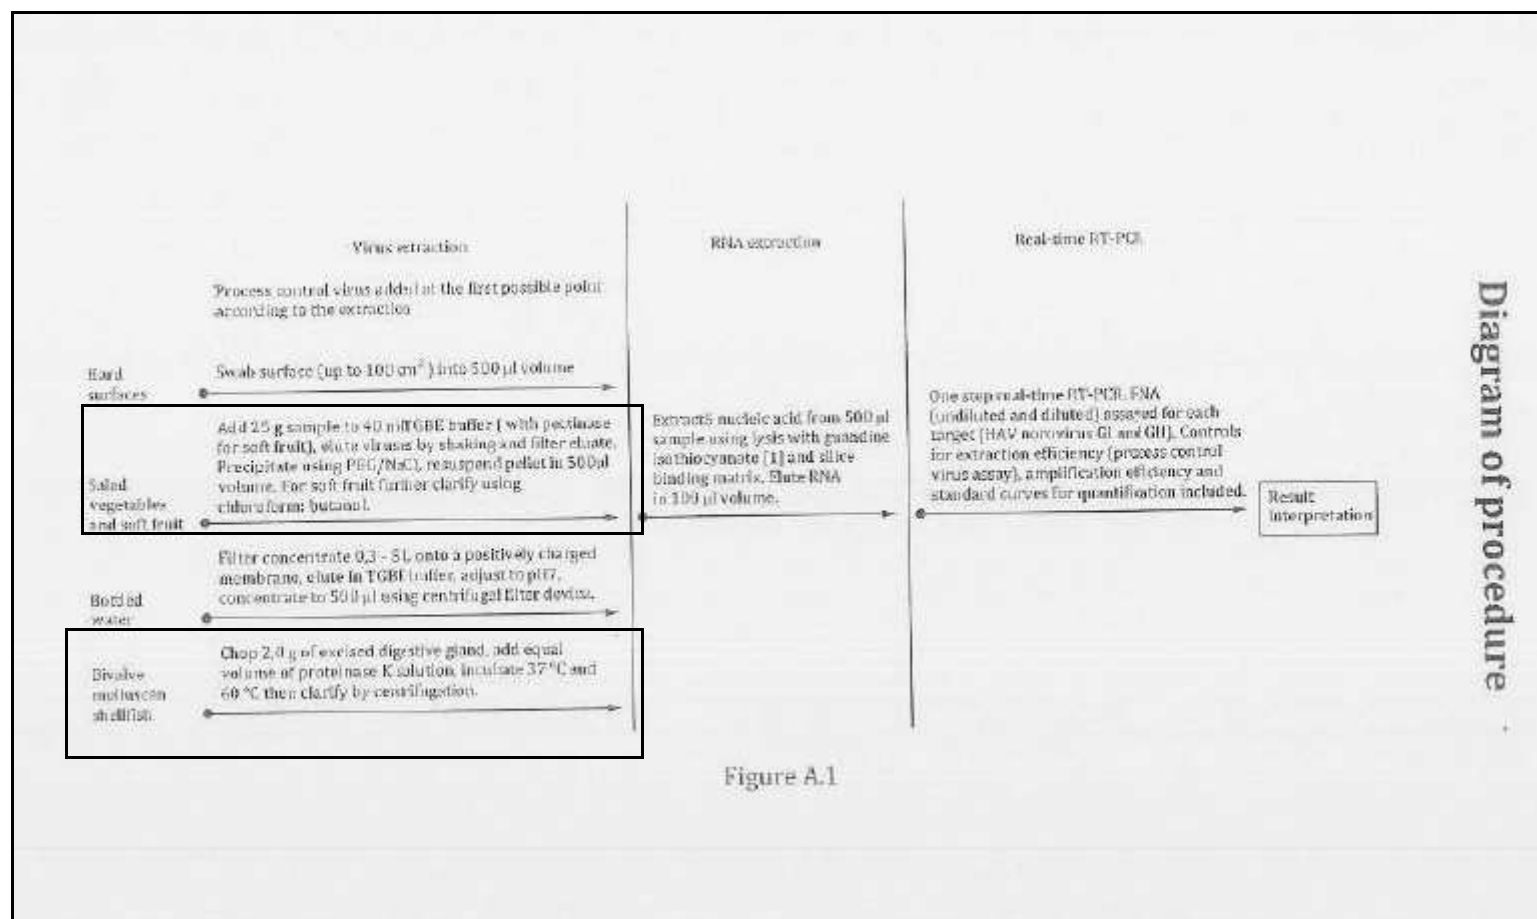 Virus extraction
RNA extraction
Real-time RT-PCR
Process control virus added at the first possible point
according to the extraction
Hard
surfaces
Swab surface (up to 100 cm² ) into 500 µl volume
Salad
vegetables
and soft fruit
Add 25 g sample to 40 ml TGBE buffer ( with pectinase
for soft fruit), elute viruses by shaking and filter eluate.
Precipitate using PEG/NaCl, resuspend pellet in 500µl
volume. For soft fruit further clarify using
chloroform: butanol.
Bottled
water
Filter concentrate 0,3 - 5L onto a positively charged
membrane, elute in TGBE buffer, adjust to pH7,
concentrate to 500 µl using centrifugal filter device.
Bivalve
molluscan
shellfish
Chop 2,0 g of excised digestive gland, add equal
volume of proteinase K solution, incubate 37 °C and
60 °C then clarify by centrifugation.
ExtractS nucleic acid from 500 µl
sample using lysis with guanadine
isothiocyanate [1] and silice
binding matrix. Elute RNA
in 100 µl volume.
One step real-time RT-PCR. RNA
(undiluted and diluted) assayed for each
target [HAV norovirus GI and GII]. Controls
for extraction efficiency (process control
virus assay), amplification efficiency and
standard curves for quantification included.
Result
interpretation
Diagram of procedure
Figure A.1